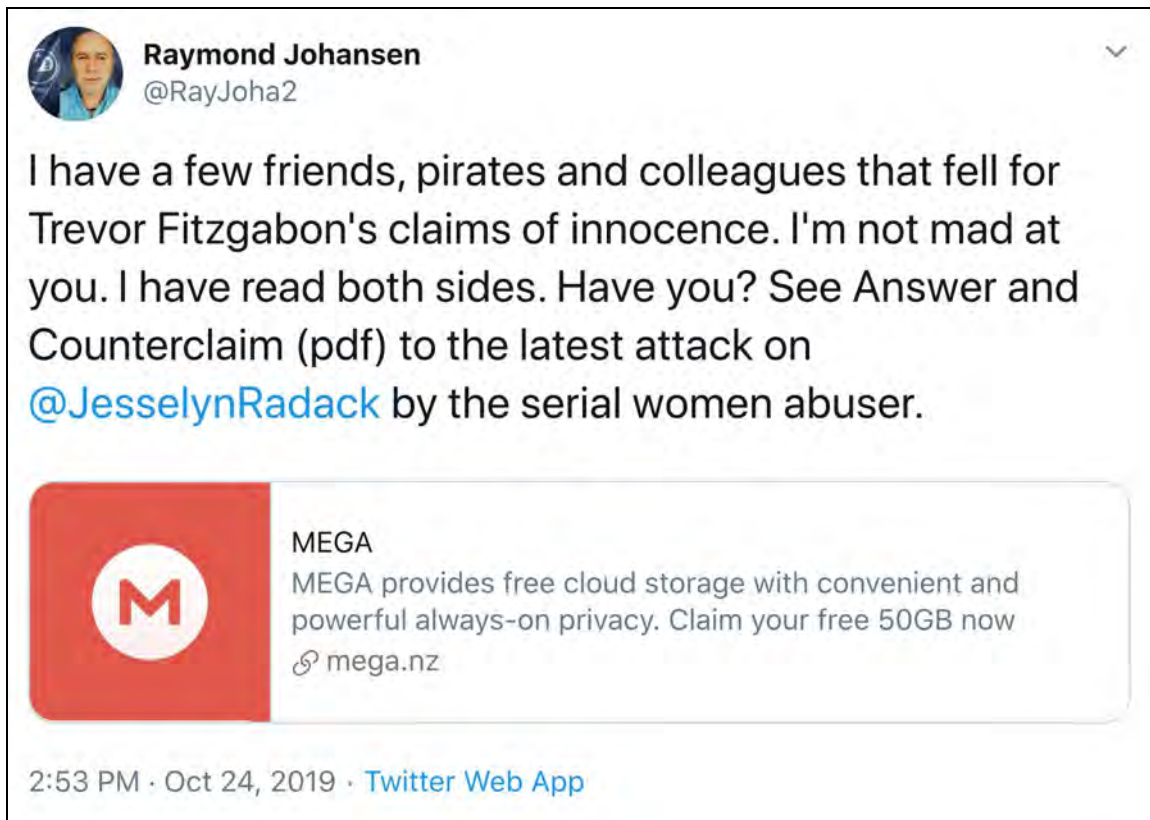 Raymond Johansen
@RayJoha2
I have a few friends, pirates and colleagues that fell for
Trevor Fitzgabon's claims of innocence. I'm not mad at
you. I have read both sides. Have you? See Answer and
Counterclaim (pdf) to the latest attack on
@JesselynRadack by the serial women abuser.
M
MEGA
MEGA provides free cloud storage with convenient and
powerful always-on privacy. Claim your free 50GB now
mega.nz
2:53 PM · Oct 24, 2019 · Twitter Web App